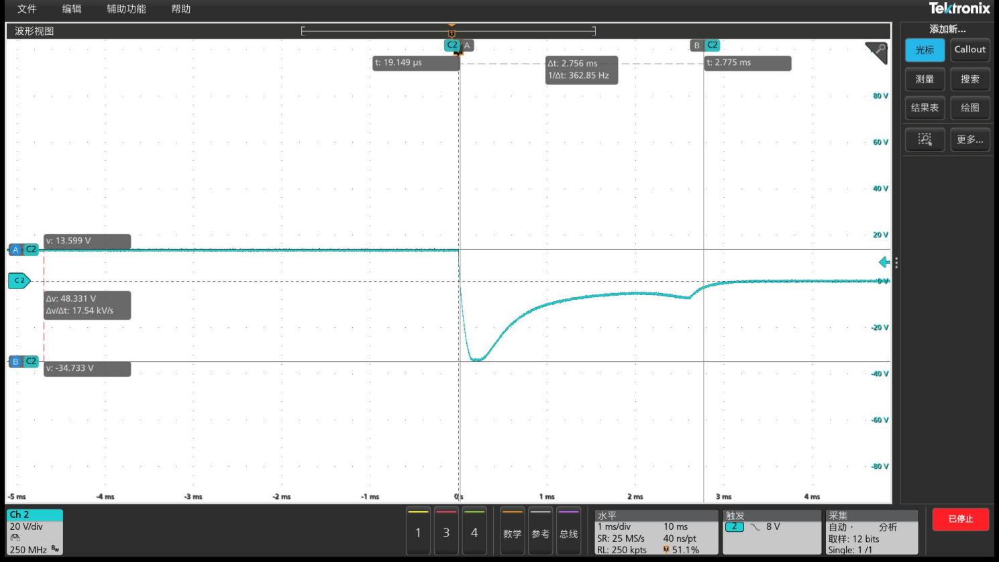 文件 编辑 辅助功能 帮助
Tektronix
波形视图
添加新...
光标 Callout
测量 搜索
结果表 绘图
更多...
T
C2 A
B C2
t: 19.149 µs
Δt: 2.756 ms
1/Δt: 362.85 Hz
t: 2.775 ms
80 V
60 V
40 V
20 V
0 V
-20 V
-40 V
-60 V
-80 V
v: 13.599 V
A C2
C2
Δv: 48.331 V
Δv/Δt: 17.54 kV/s
B C2
v: -34.733 V
-5 ms -4 ms -3 ms -2 ms -1 ms 0 s 1 ms 2 ms 3 ms 4 ms
Ch 2
20 V/div
250 MHz Bw
1 3 4 数学 参考 总线
水平
1 ms/div 10 ms
SR: 25 MS/s 40 ns/pt
RL: 250 kpts T 51.1%
触发
2 8 V
采集
自动, 分析
取样: 12 bits
Single: 1 /1
已停止